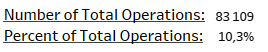 Number of Total Operations: 83 109
Percent of Total Operations: 10,3%